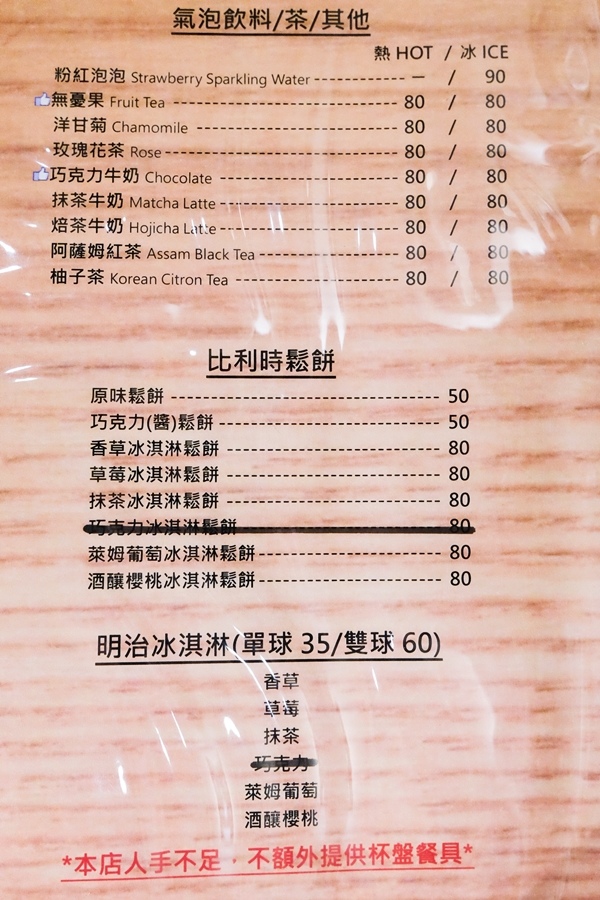 氣泡飲料/茶/其他
熱 HOT / 冰 ICE
粉紅泡泡 Strawberry Sparkling Water ---------- — / 90
無憂果 Fruit Tea ---------- 80 / 80
洋甘菊 Chamomile ---------- 80 / 80
玫瑰花茶 Rose ---------- 80 / 80
巧克力牛奶 Chocolate ---------- 80 / 80
抹茶牛奶 Matcha Latte ---------- 80 / 80
焙茶牛奶 Hojicha Latte ---------- 80 / 80
阿薩姆紅茶 Assam Black Tea ---------- 80 / 80
柚子茶 Korean Citron Tea ---------- 80 / 80
比利時鬆餅
原味鬆餅 ---------- 50
巧克力(醬)鬆餅 ---------- 50
香草冰淇淋鬆餅 ---------- 80
草莓冰淇淋鬆餅 ---------- 80
抹茶冰淇淋鬆餅 ---------- 80
巧克力冰淇淋鬆餅 ---------- 80
萊姆葡萄冰淇淋鬆餅 ---------- 80
酒釀櫻桃冰淇淋鬆餅 ---------- 80
明治冰淇淋(單球 35/雙球 60)
香草
草莓
抹茶
巧克力
萊姆葡萄
酒釀櫻桃
*本店人手不足，不額外提供杯盤餐具*